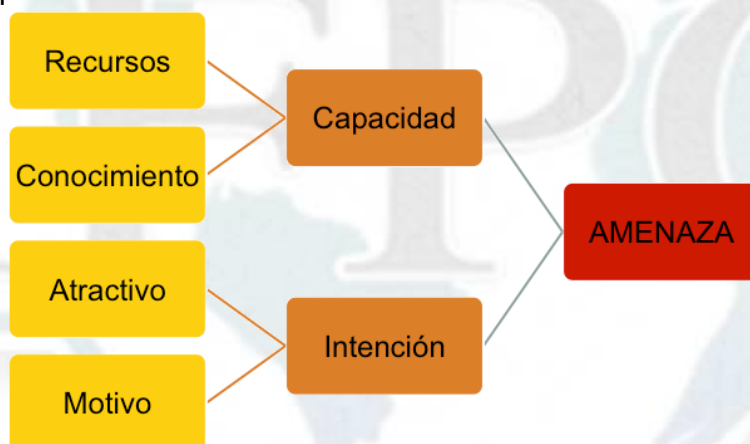 Recursos
Conocimiento
Atractivo
Motivo
Capacidad
Intención
AMENAZA